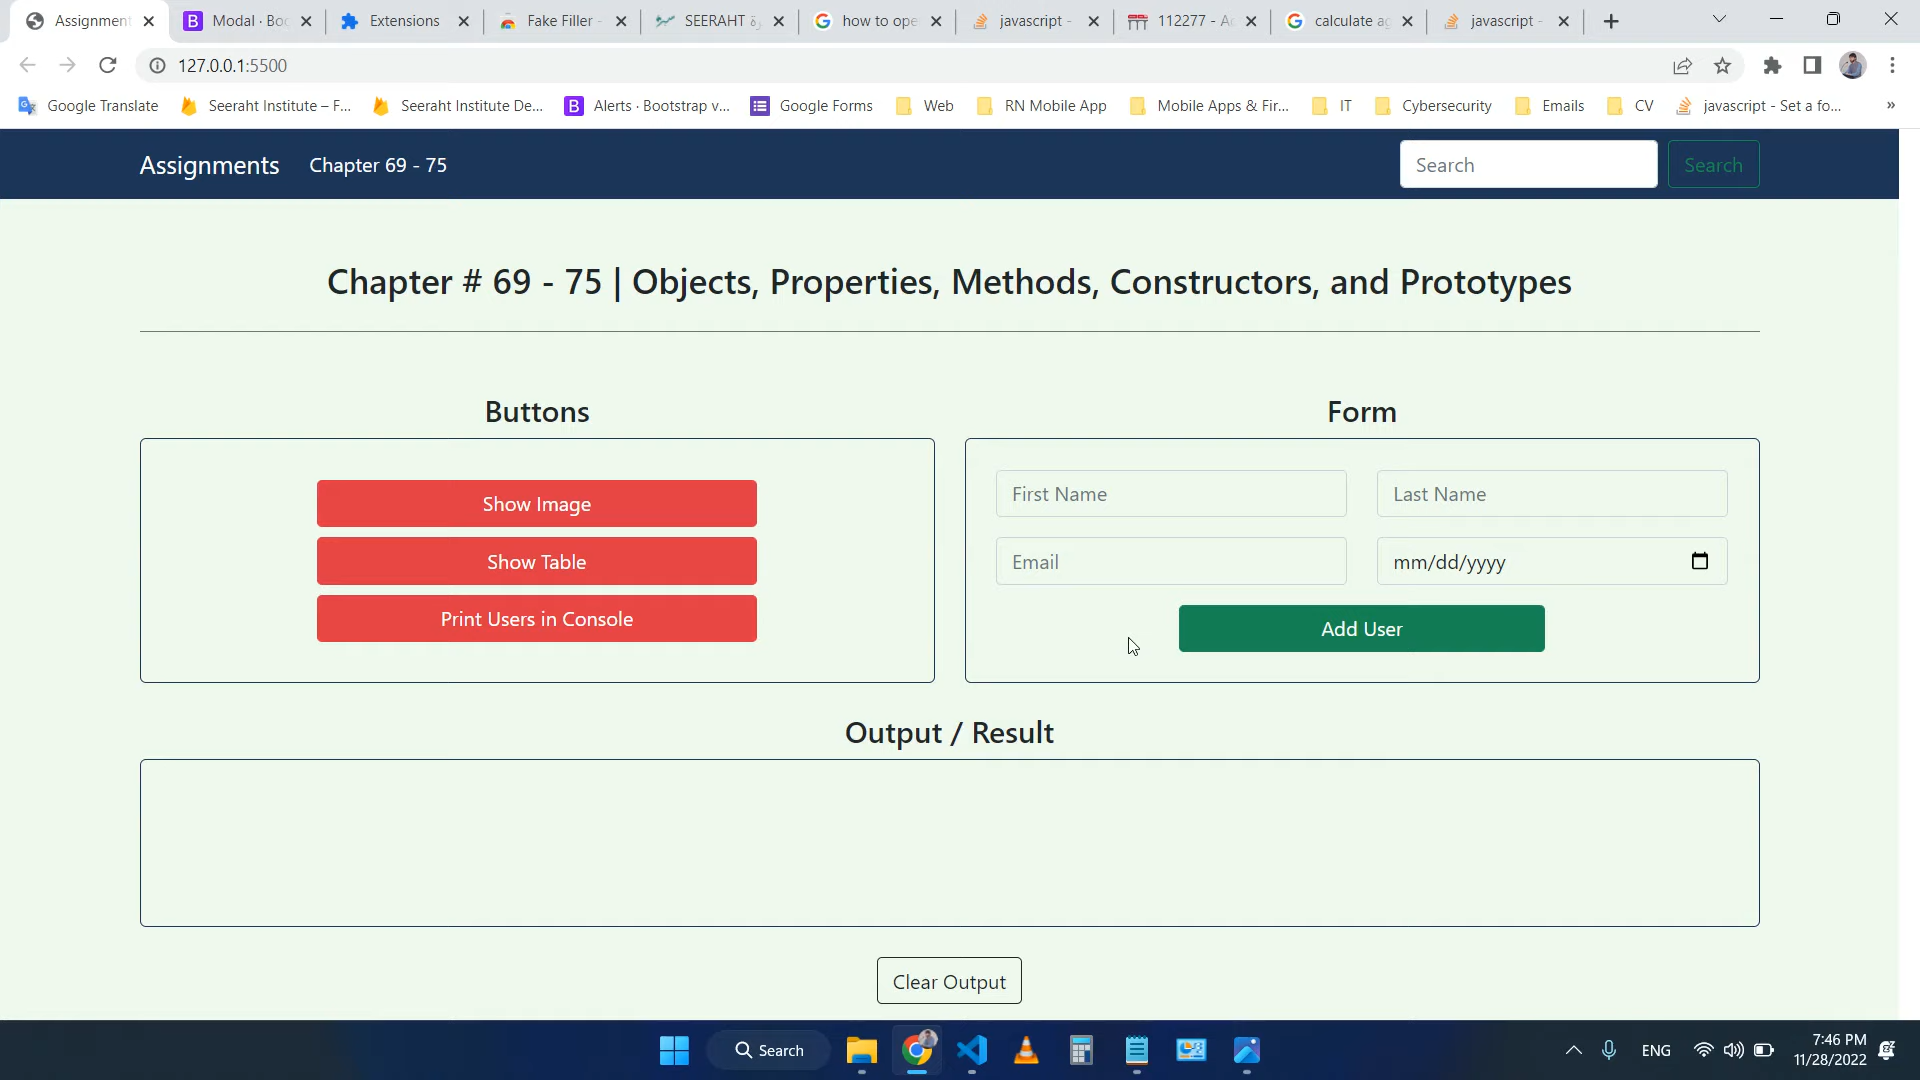 Assignment
Modal · Boo
Extensions
Fake Filler -
SEERAHT
how to ope
javascript -
112277 - A
calculate ag
javascript -
127.0.0.1:5500
Google Translate
Seeraht Institute – F...
Seeraht Institute De...
Alerts · Bootstrap v...
Google Forms
Web
RN Mobile App
Mobile Apps & Fir...
IT
Cybersecurity
Emails
CV
javascript - Set a fo...
»
Assignments
Chapter 69 - 75
Search
Search
Chapter # 69 - 75 | Objects, Properties, Methods, Constructors, and Prototypes
Buttons
Show Image
Show Table
Print Users in Console
Form
First Name
Last Name
Email
mm/dd/yyyy
Add User
Output / Result
Clear Output
Search
ENG
7:46 PM
11/28/2022